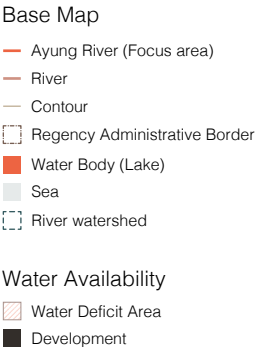 Base Map
Ayung River (Focus area)
River
Contour
Regency Administrative Border
Water Body (Lake)
Sea
River watershed
Water Availability
Water Deficit Area
Development